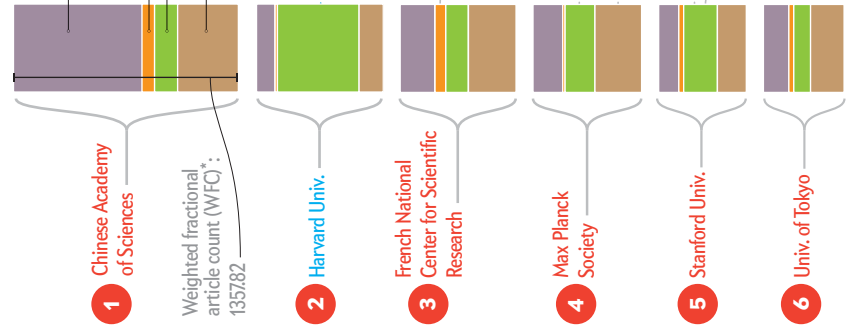 1
Chinese Academy
of Sciences
Weighted fractional
article count (WFC)*:
1357.82
2
Harvard Univ.
3
French National
Center for Scientific
Research
4
Max Planck
Society
5
Stanford Univ.
6
Univ. of Tokyo